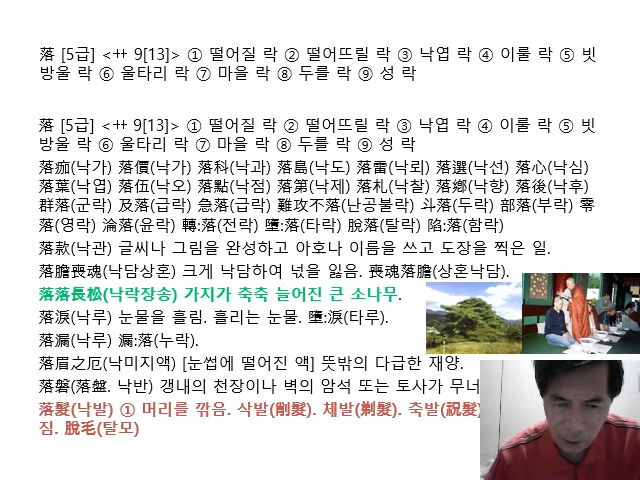 落 [5급] <艹 9[13]> ① 떨어질 락 ② 떨어뜨릴 락 ③ 낙엽 락 ④ 이룰 락 ⑤ 빗
방울 락 ⑥ 울타리 락 ⑦ 마을 락 ⑧ 두를 락 ⑨ 성 락
落 [5급] <艹 9[13]> ① 떨어질 락 ② 떨어뜨릴 락 ③ 낙엽 락 ④ 이룰 락 ⑤ 빗
방울 락 ⑥ 울타리 락 ⑦ 마을 락 ⑧ 두를 락 ⑨ 성 락
落痂(낙가) 落價(낙가) 落科(낙과) 落島(낙도) 落雷(낙뢰) 落選(낙선) 落心(낙심)
落葉(낙엽) 落伍(낙오) 落點(낙점) 落第(낙제) 落札(낙찰) 落鄕(낙향) 落後(낙후)
群落(군락) 及落(급락) 急落(급락) 難攻不落(난공불락) 斗落(두락) 部落(부락) 零
落(영락) 淪落(윤락) 轉:落(전락) 墮:落(타락) 脫落(탈락) 陷:落(함락)
落款(낙관) 글씨나 그림을 완성하고 아호나 이름을 쓰고 도장을 찍은 일.
落膽喪魂(낙담상혼) 크게 낙담하여 넋을 잃음. 喪魂落膽(상혼낙담).
落落長松(낙락장송) 가지가 축축 늘어진 큰 소나무.
落淚(낙루) 눈물을 흘림. 흘리는 눈물. 墮:淚(타루).
落漏(낙루) 漏:落(누락).
落眉之厄(낙미지액) [눈썹에 떨어진 액] 뜻밖의 다급한 재양.
落磐(落盤. 낙반) 갱내의 천장이나 벽의 암석 또는 토사가 무너
落髮(낙발) ① 머리를 깎음. 삭발(削髮). 체발(剃髮). 축발(祝髮)
짐. 脫毛(탈모)